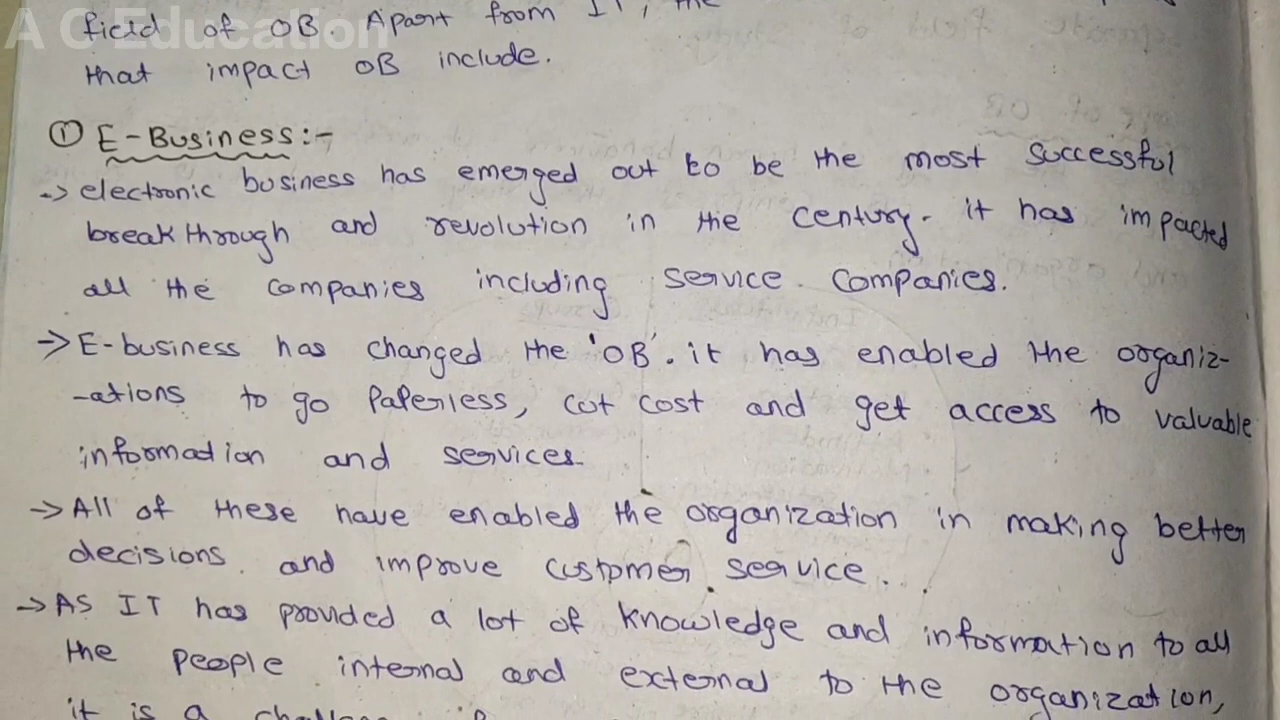 A G Education
field of OB. Apart from IT, the
that impact OB include.
① E-Business:-
-> electronic business has emerged out to be the most successful
breakthrough and revolution in the century. it has impacted
all the companies including service companies.
-> E-business has changed the 'OB'. it has enabled the organiz-
-ations to go Paperless, cut cost and get access to valuable
information and services.
-> All of these have enabled the organization in making better
decisions and improve customer service.
-> As IT has provided a lot of knowledge and information to all
the people internal and external to the organization,
it is a